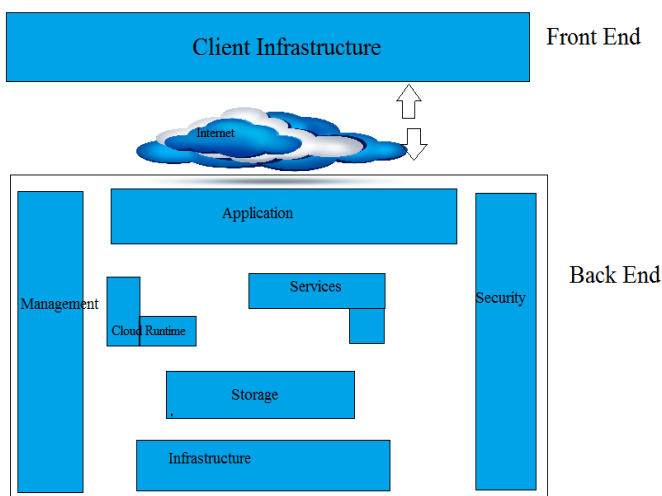 Client Infrastructure
Front End
Internet
Application
Back End
Management
Services
Security
Cloud Runtime
Storage
Infrastructure